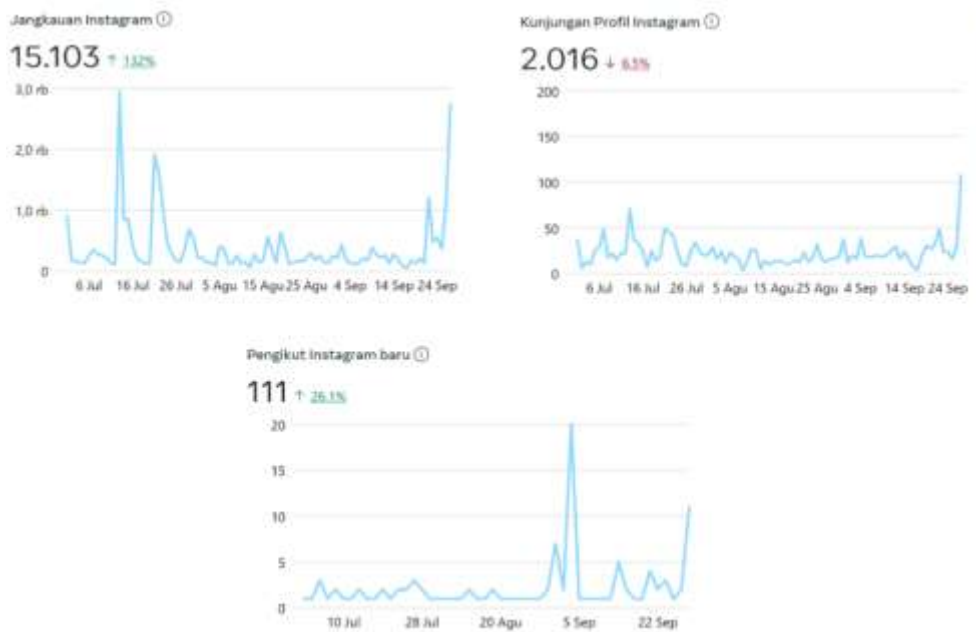 Jangkauan Instagram
15.103 ↑ 132%
3,0 rb
2,0 rb
1,0 rb
0
6 Jul 16 Jul 26 Jul 5 Agu 15 Agu 25 Agu 4 Sep 14 Sep 24 Sep
Kunjungan Profil Instagram
2.016 ↓ 6.5%
200
150
100
50
0
6 Jul 16 Jul 26 Jul 5 Agu 15 Agu 25 Agu 4 Sep 14 Sep 24 Sep
Pengikut Instagram baru
111 ↑ 26.1%
20
15
10
5
0
10 Jul 28 Jul 20 Agu 5 Sep 22 Sep